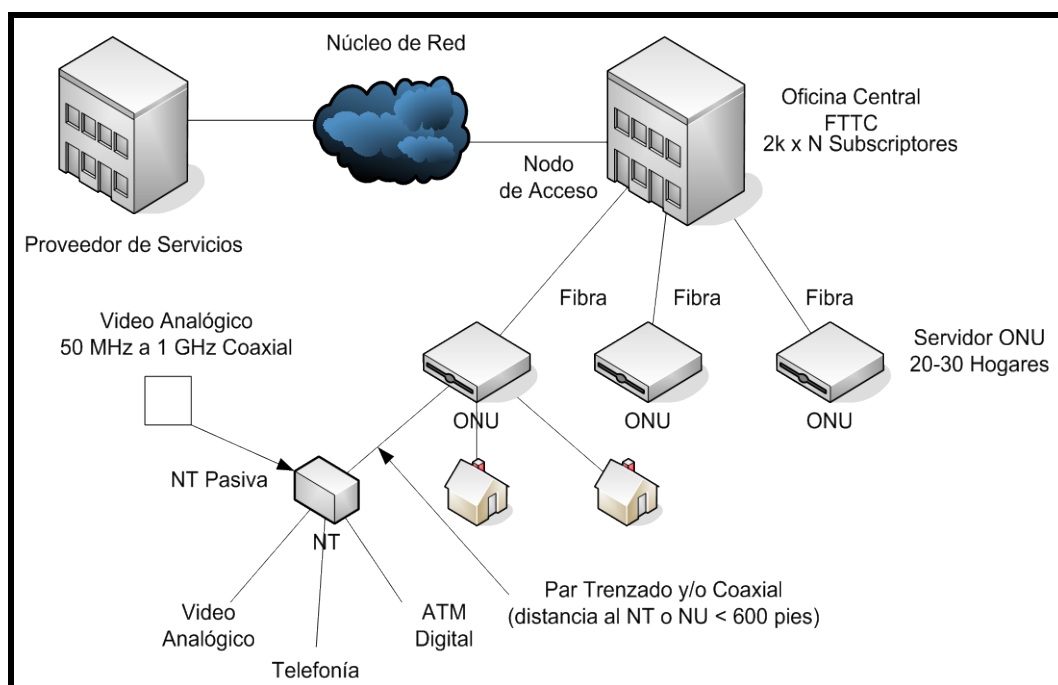 Núcleo de Red
Oficina Central
FTTC
2k x N Subscriptores
Nodo
de Acceso
Proveedor de Servicios
Fibra
Fibra
Fibra
Video Analógico
50 MHz a 1 GHz Coaxial
Servidor ONU
20-30 Hogares
ONU
ONU
ONU
NT Pasiva
NT
Par Trenzado y/o Coaxial
(distancia al NT o NU < 600 pies)
Video
Analógico
ATM
Digital
Telefonía